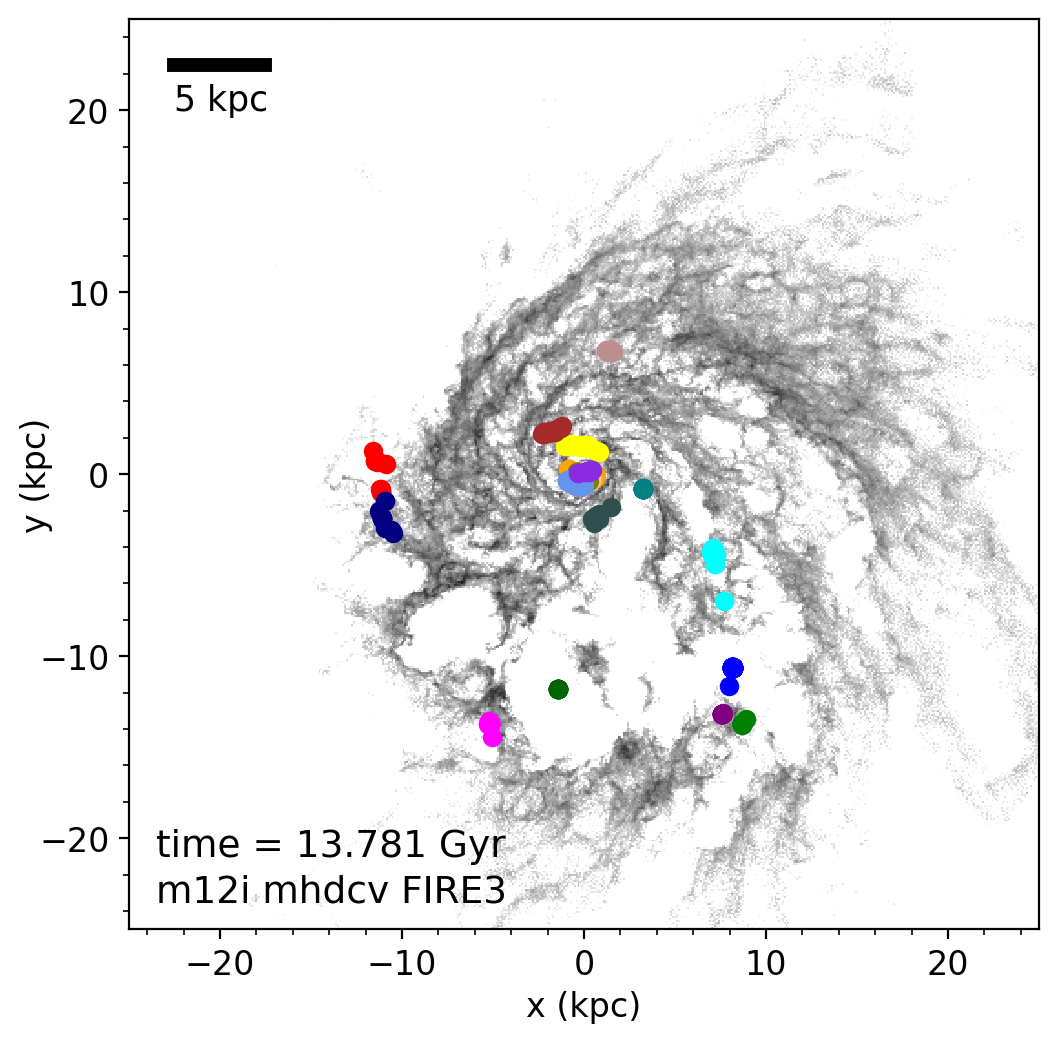 5 kpc
20
10
0
−10
−20
y (kpc)
time = 13.781 Gyr
m12i mhdcv FIRE3
−20 −10 0 10 20
x (kpc)